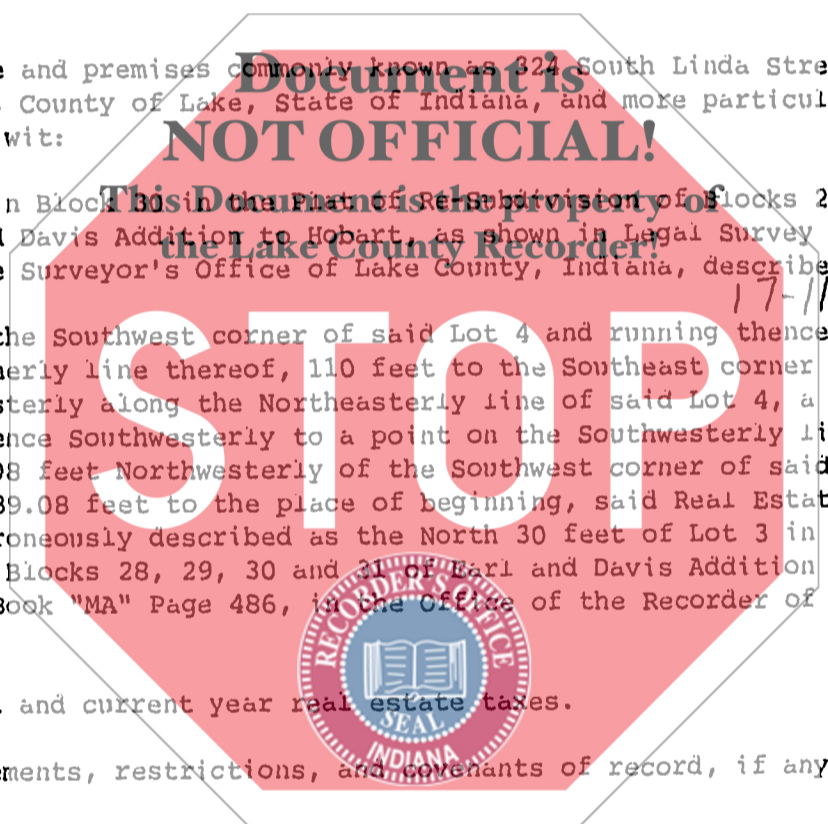 e and premises commonly known as 324 South Linda Stre
County of Lake, State of Indiana, and more particul
wit:
n Block 30 in the Plat of Re-Subdivision of Blocks 2
Davis Addition to Hobart, as shown in Legal Survey
e Surveyor's Office of Lake County, Indiana, describe
17-11
he Southwest corner of said Lot 4 and running thence
erly line thereof, 110 feet to the Southeast corner
sterly along the Northeasterly line of said Lot 4, a
ence Southwesterly to a point on the Southwesterly li
98 feet Northwesterly of the Southwest corner of said
39.08 feet to the place of beginning, said Real Estat
roneously described as the North 30 feet of Lot 3 in
Blocks 28, 29, 30 and 31 of Earl and Davis Addition
Book "MA" Page 486, in the Office of the Recorder of
. and current year real estate taxes.
ements, restrictions, and covenants of record, if any
Document is
NOT OFFICIAL!
This Document is the property of
the Lake County Recorder!
STOP
RECORDER'S OFFICE
SEAL
INDIANA